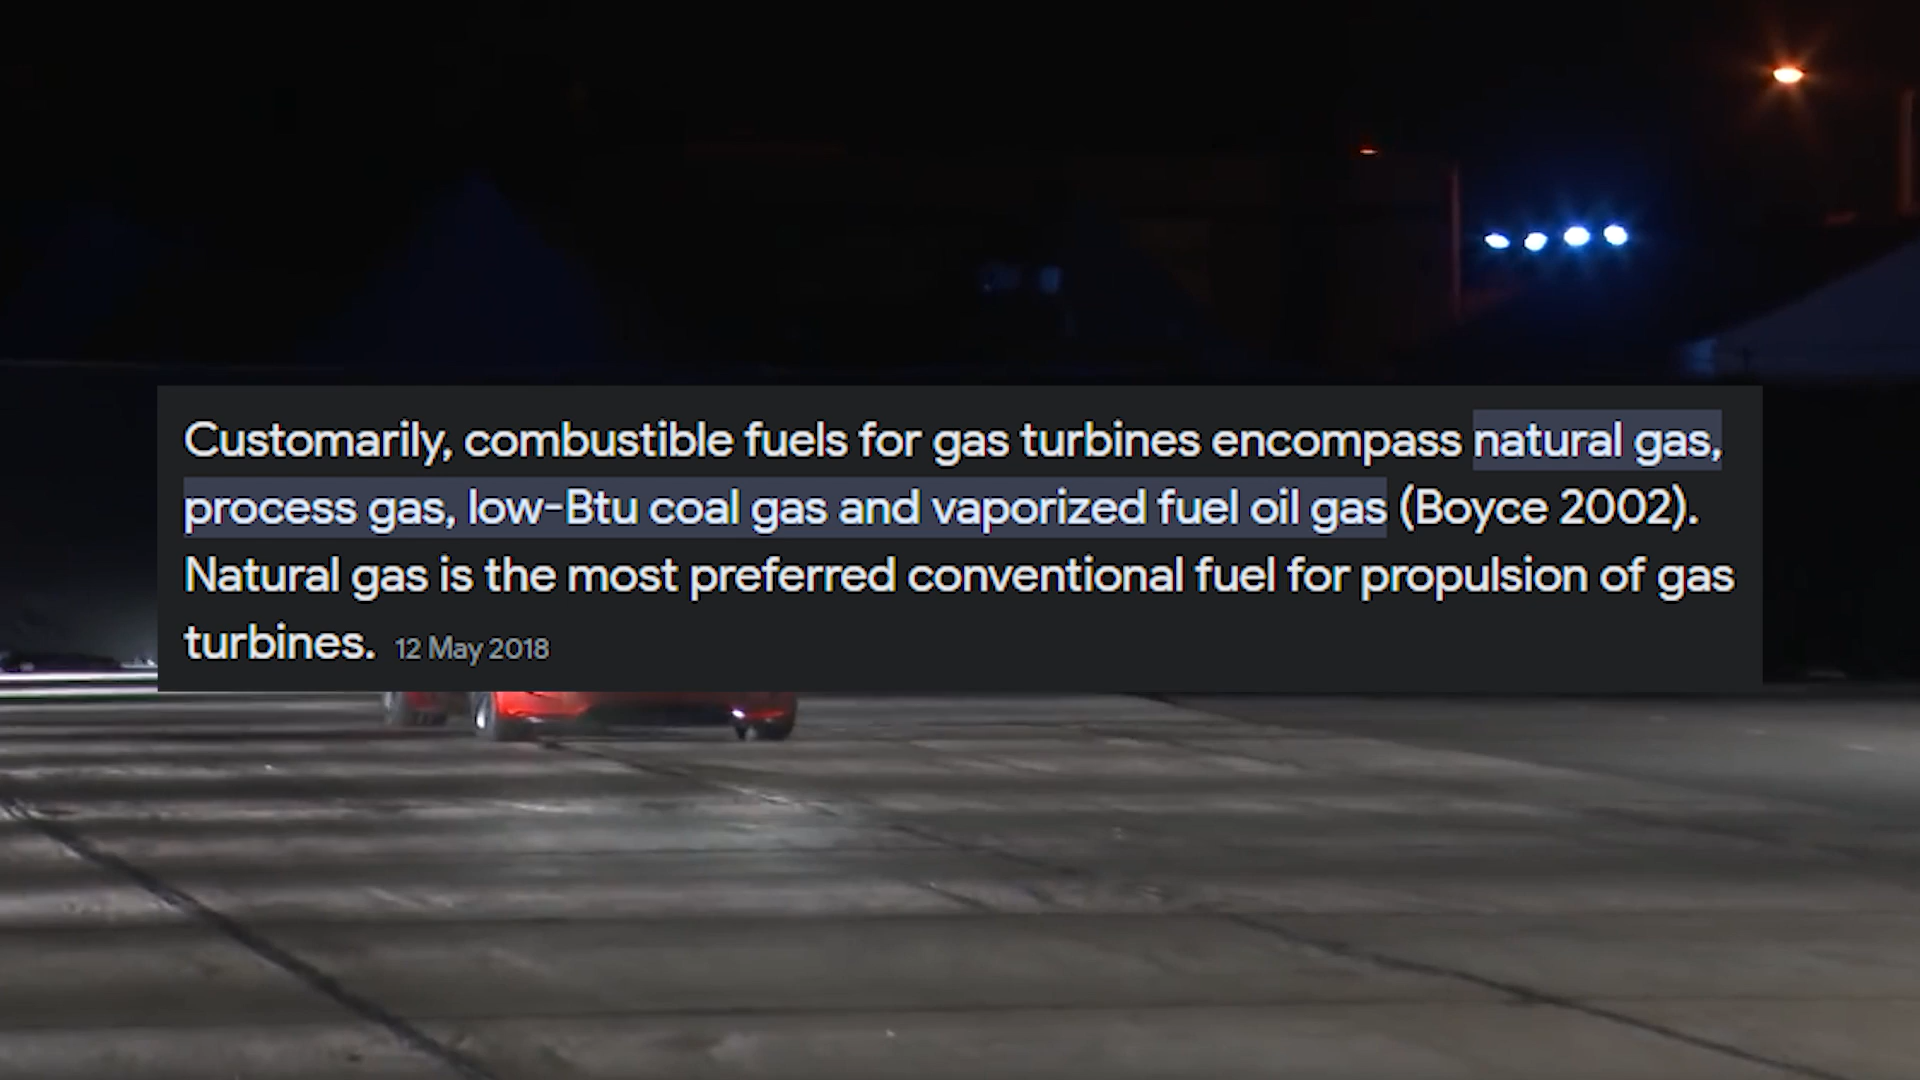 Customarily, combustible fuels for gas turbines encompass natural gas,
process gas, low-Btu coal gas and vaporized fuel oil gas (Boyce 2002).
Natural gas is the most preferred conventional fuel for propulsion of gas
turbines. 12 May 2018